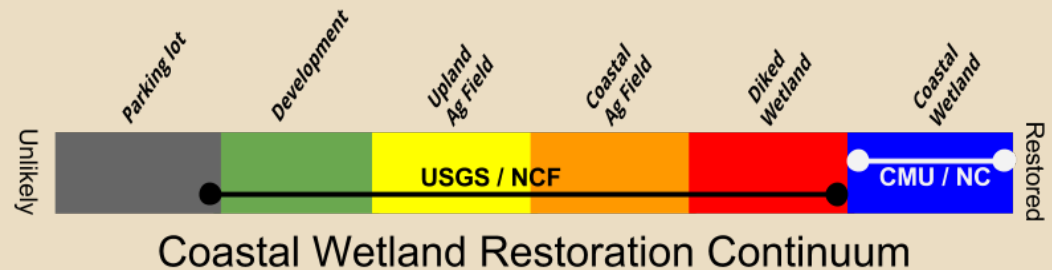 Parking lot
Development
Upland
Ag Field
Coastal
Ag Field
Diked
Wetland
Coastal
Wetland
Unlikely
USGS / NCF
CMU / NC
Restored
Coastal Wetland Restoration Continuum